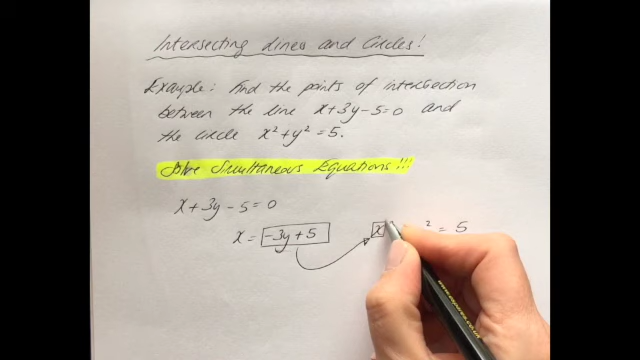 Intersecting Lines and Circles!
Example: Find the points of intersection
between the line x+3y-5=0 and
the circle x²+y²=5.
Solve Simultaneous Equations!!!
x+3y-5=0
x = -3y+5 x ² = 5